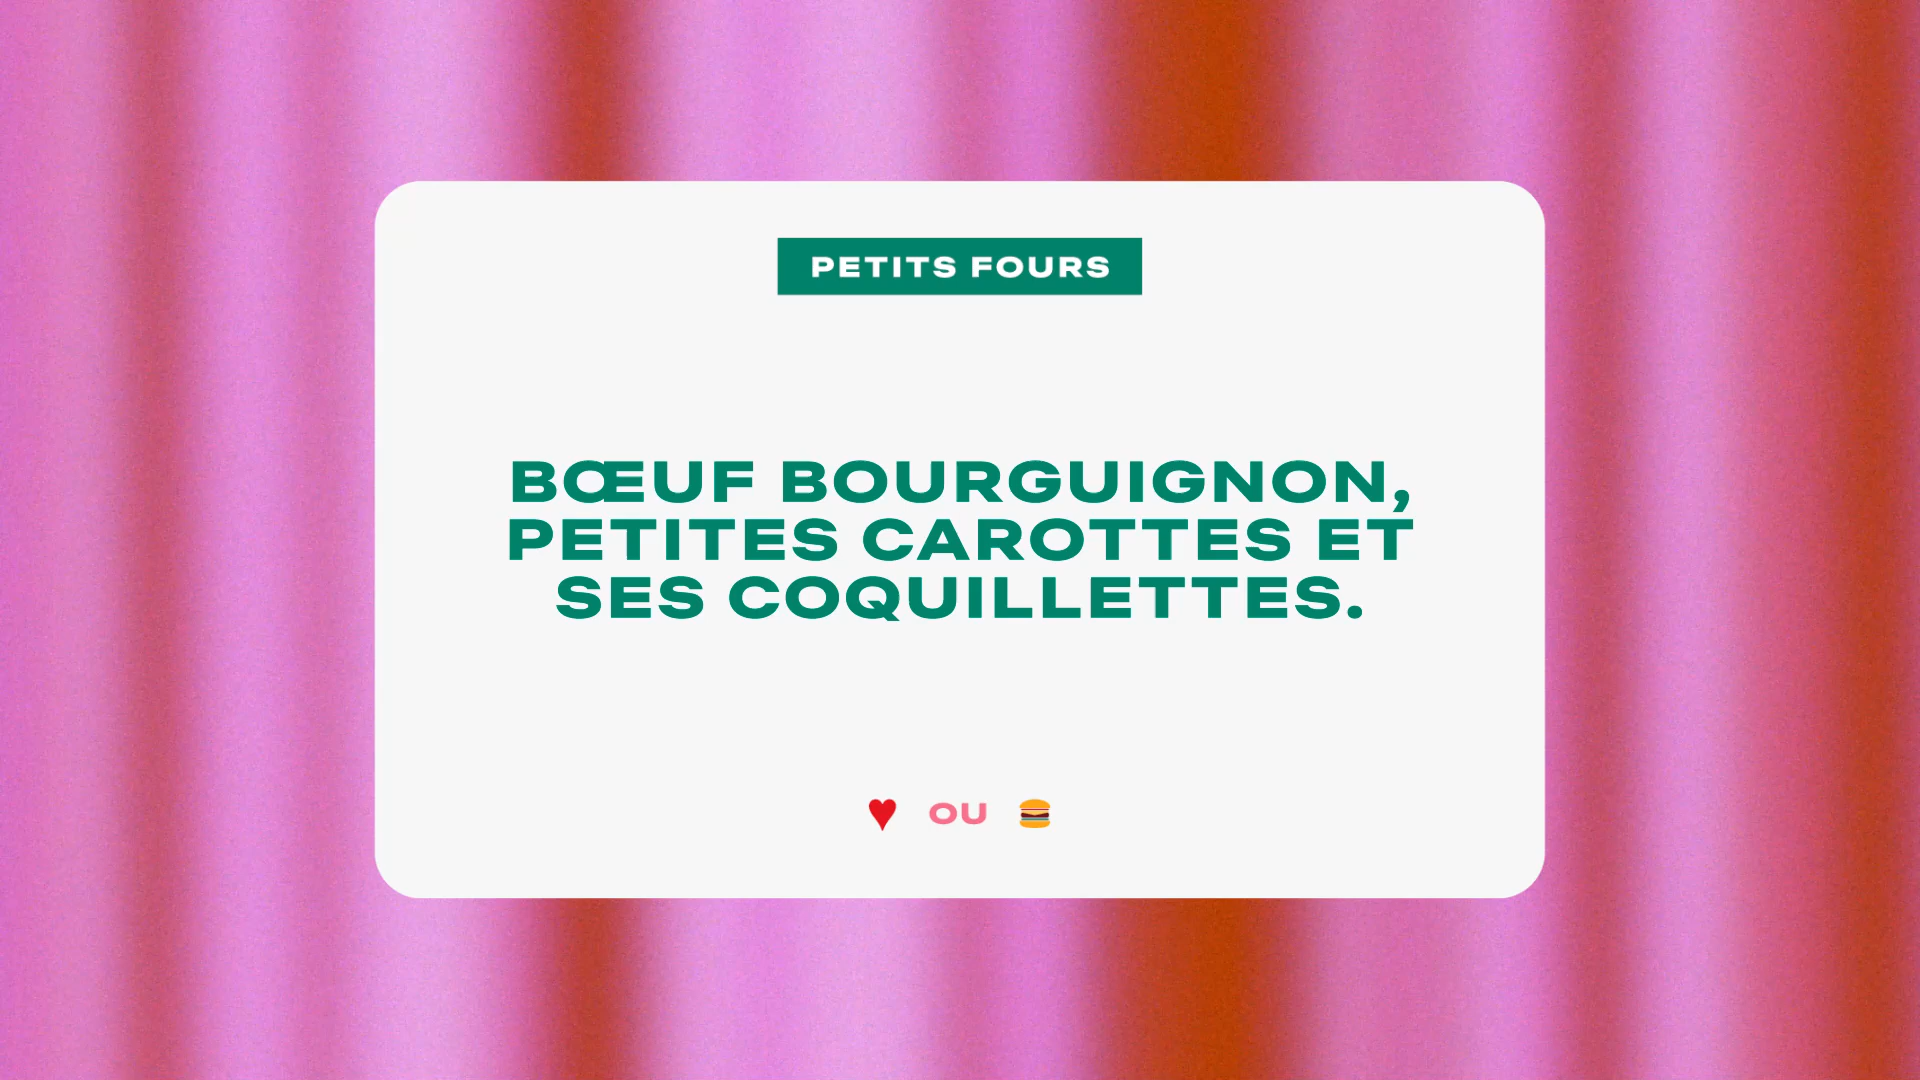 PETITS FOURS
BŒUF BOURGUIGNON,
PETITES CAROTTES ET
SES COQUILLETTES.
♥ OU 🍔